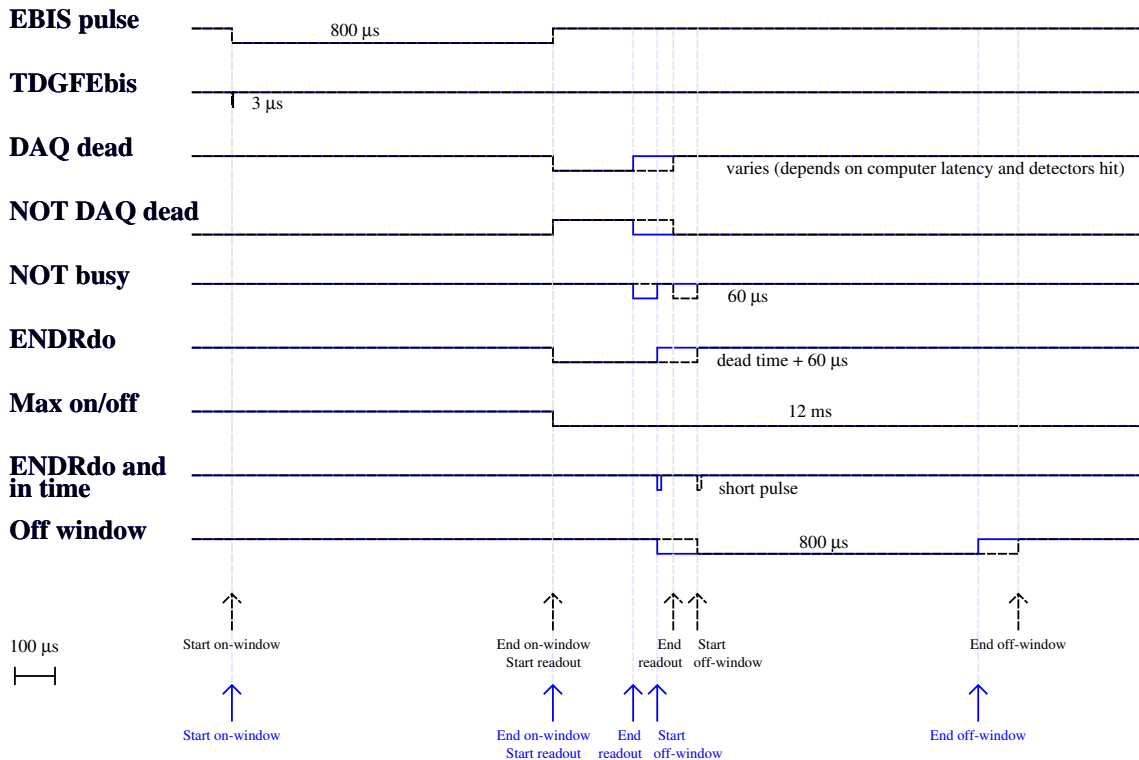 EBIS pulse
800 μs
TDGFEbis
3 μs
DAQ dead
varies (depends on computer latency and detectors hit)
NOT DAQ dead
NOT busy
60 μs
ENDRdo
dead time + 60 μs
Max on/off
12 ms
ENDRdo and
in time
short pulse
Off window
800 μs
100 μs
Start on-window
End on-window
Start readout
End
readout
Start
off-window
End off-window
Start on-window
End on-window
Start readout
End
readout
Start
off-window
End off-window